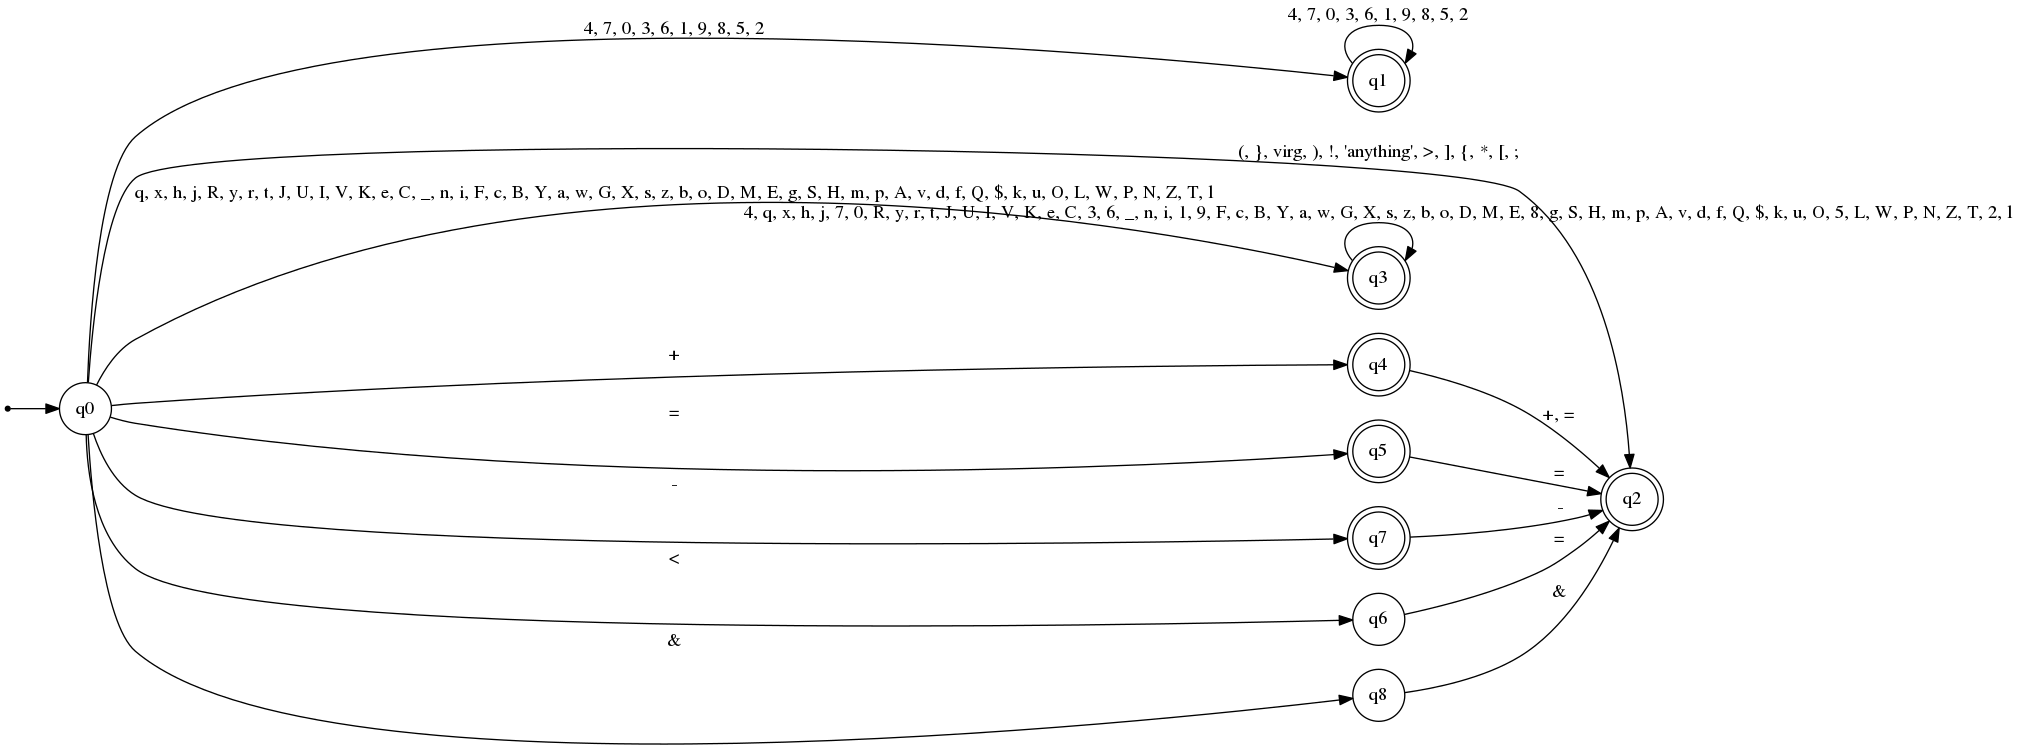 4, 7, 0, 3, 6, 1, 9, 8, 5, 2
4, 7, 0, 3, 6, 1, 9, 8, 5, 2
q1
(, }, virg, ), !, 'anything', >, ], {, *, [, ;
q, x, h, j, R, y, r, t, J, U, I, V, K, e, C, _, n, i, F, c, B, Y, a, w, G, X, s, z, b, o, D, M, E, g, S, H, m, p, A, v, d, f, Q, $, k, u, O, L, W, P, N, Z, T, l
4, q, x, h, j, 7, 0, R, y, r, t, J, U, I, V, K, e, C, 3, 6, _, n, i, 1, 9, F, c, B, Y, a, w, G, X, s, z, b, o, D, M, E, 8, g, S, H, m, p, A, v, d, f, Q, $, k, u, O, 5, L, W, P, N, Z, T, 2, l
q3
+
q4
q0
=
+, =
q5
=
-
q2
-
q7
=
<
&
q6
&
q8